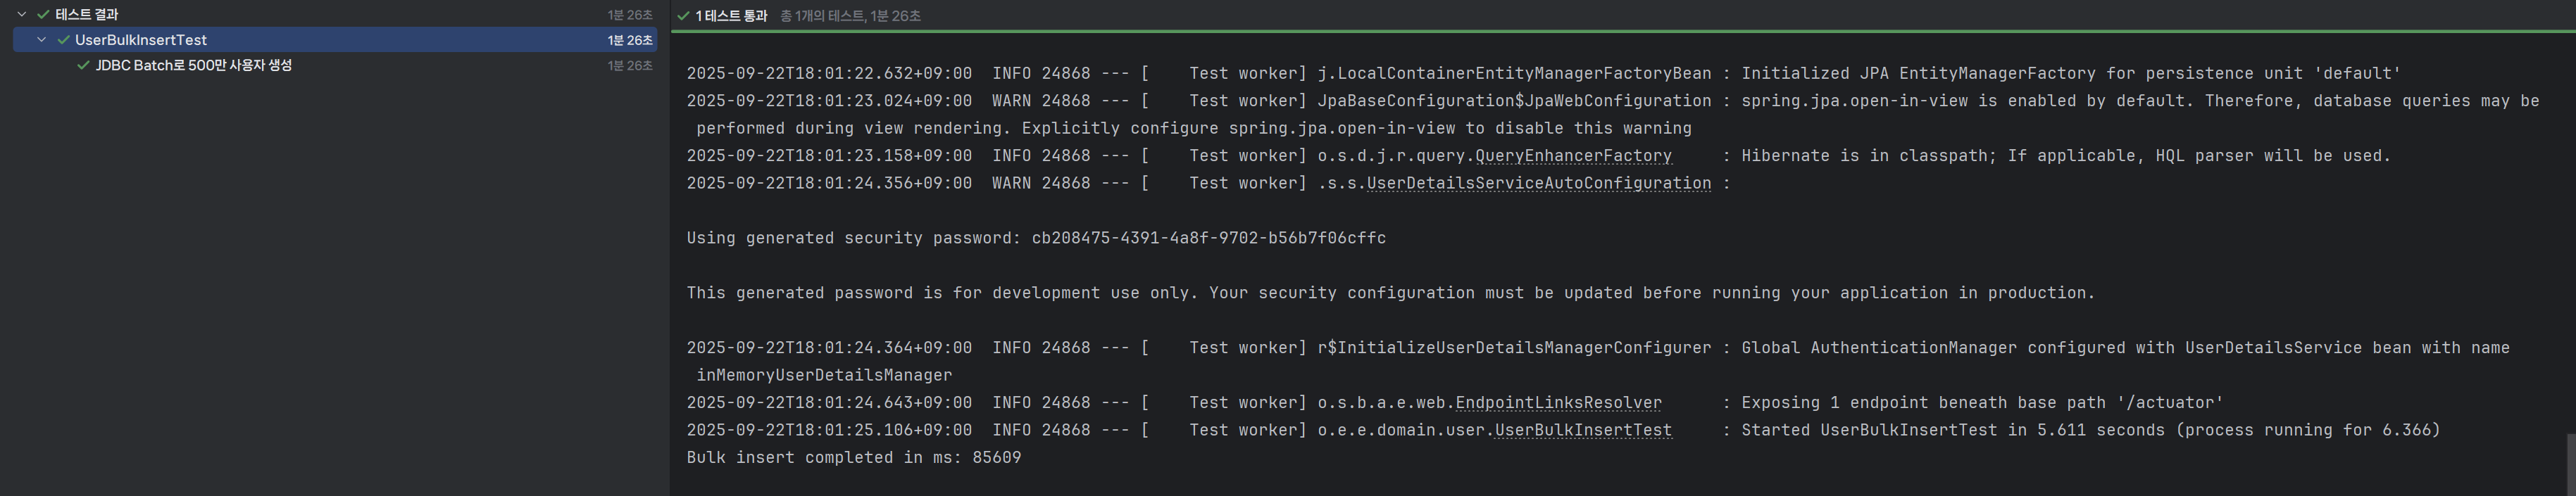 테스트 결과 1분 26초
UserBulkInsertTest 1분 26초
JDBC Batch로 500만 사용자 생성 1분 26초
1 테스트 통과 총 1개의 테스트, 1분 26초
2025-09-22T18:01:22.632+09:00  INFO 24868 --- [    Test worker] j.LocalContainerEntityManagerFactoryBean : Initialized JPA EntityManagerFactory for persistence unit 'default'
2025-09-22T18:01:23.024+09:00  WARN 24868 --- [    Test worker] JpaBaseConfiguration$JpaWebConfiguration : spring.jpa.open-in-view is enabled by default. Therefore, database queries may be
performed during view rendering. Explicitly configure spring.jpa.open-in-view to disable this warning
2025-09-22T18:01:23.158+09:00  INFO 24868 --- [    Test worker] o.s.d.j.r.query.QueryEnhancerFactory     : Hibernate is in classpath; If applicable, HQL parser will be used.
2025-09-22T18:01:24.356+09:00  WARN 24868 --- [    Test worker] .s.s.UserDetailsServiceAutoConfiguration :
Using generated security password: cb208475-4391-4a8f-9702-b56b7f06cffc
This generated password is for development use only. Your security configuration must be updated before running your application in production.
2025-09-22T18:01:24.364+09:00  INFO 24868 --- [    Test worker] r$InitializeUserDetailsManagerConfigurer : Global AuthenticationManager configured with UserDetailsService bean with name
inMemoryUserDetailsManager
2025-09-22T18:01:24.643+09:00  INFO 24868 --- [    Test worker] o.s.b.a.e.web.EndpointLinksResolver      : Exposing 1 endpoint beneath base path '/actuator'
2025-09-22T18:01:25.106+09:00  INFO 24868 --- [    Test worker] o.e.e.domain.user.UserBulkInsertTest     : Started UserBulkInsertTest in 5.611 seconds (process running for 6.366)
Bulk insert completed in ms: 85609